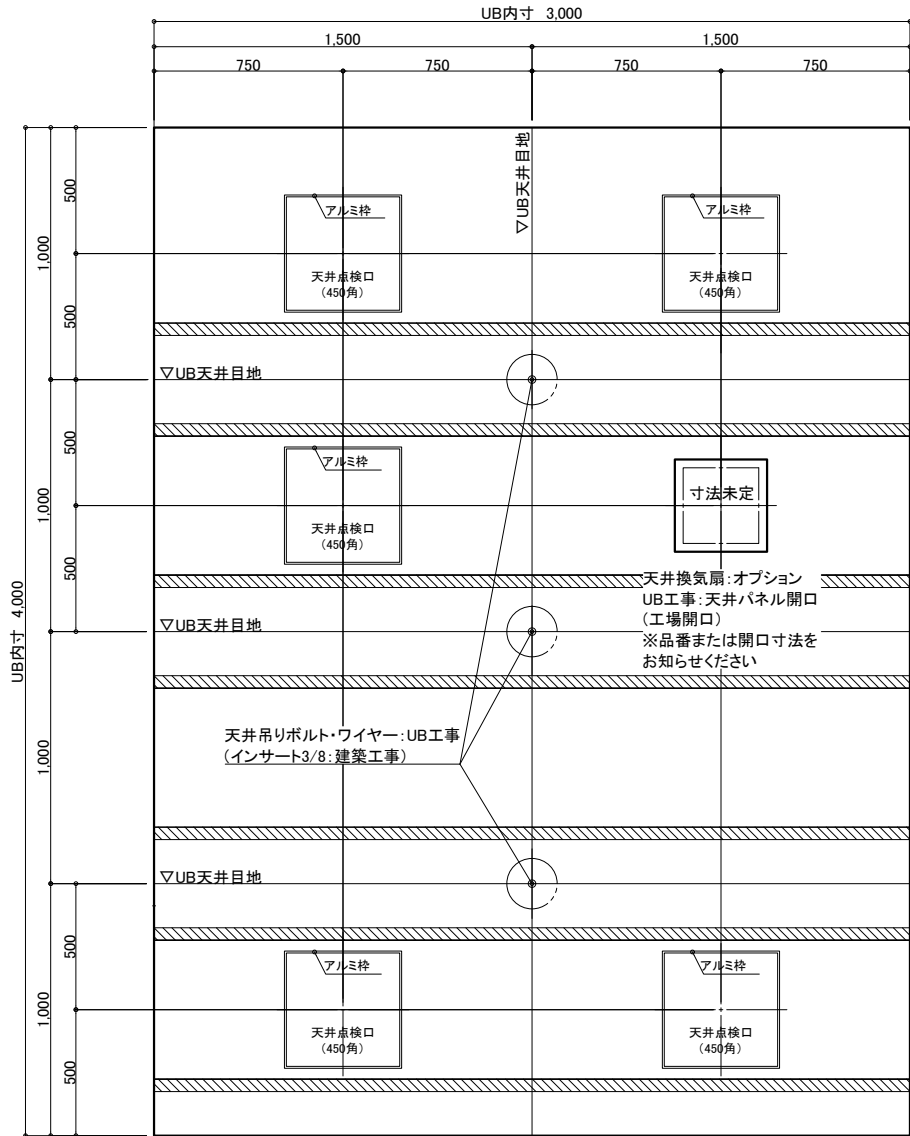 UB内寸 3,000
1,500
1,500
750
750
750
750
UB内寸 4,000
1,000
500
500
▽UB天井目地
アルミ枠
天井点検口
(450角)
アルミ枠
天井点検口
(450角)
▽UB天井目地
1,000
500
500
アルミ枠
天井点検口
(450角)
寸法未定
天井換気扇:オプション
UB工事:天井パネル開口
(工場開口)
※品番または開口寸法を
お知らせください
▽UB天井目地
1,000
天井吊りボルト・ワイヤー:UB工事
(インサート3/8:建築工事)
▽UB天井目地
1,000
500
500
アルミ枠
天井点検口
(450角)
アルミ枠
天井点検口
(450角)